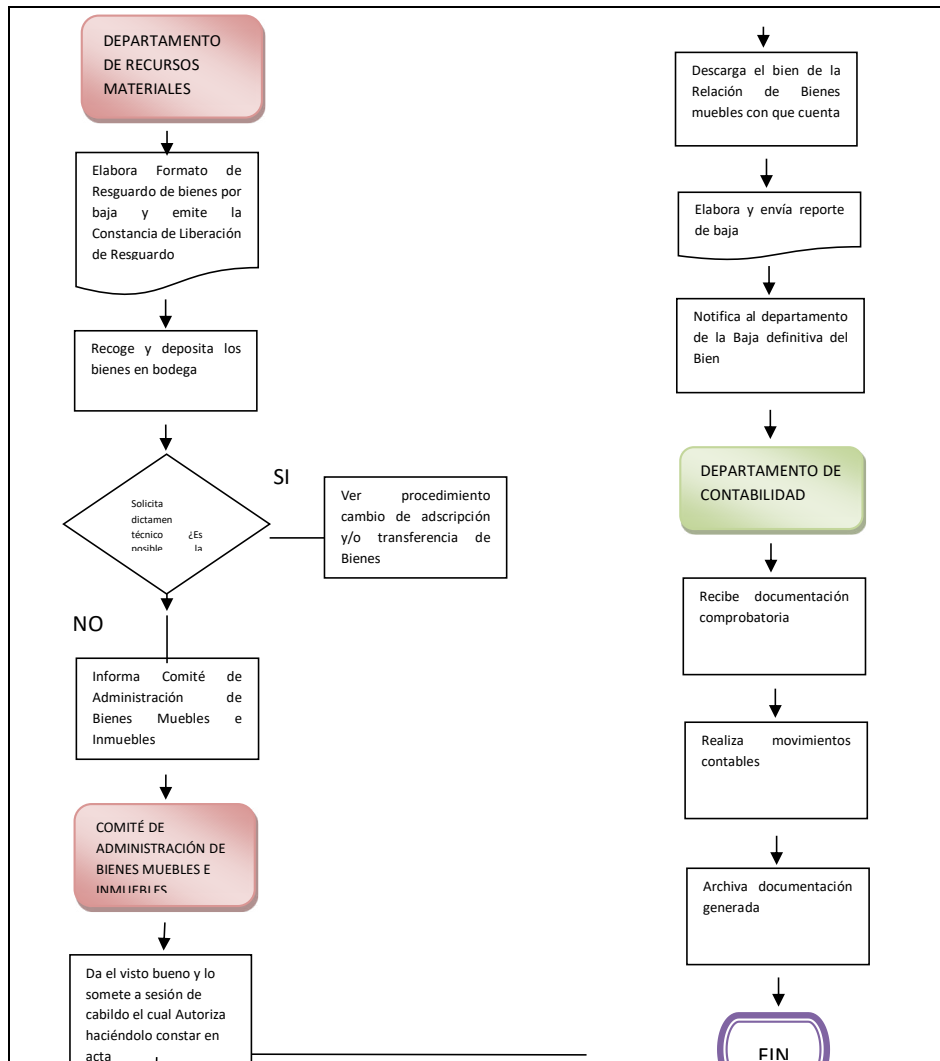 DEPARTAMENTO
DE RECURSOS
MATERIALES
Elabora Formato de
Resguardo de bienes por
baja y emite la
Constancia de Liberación
de Resguardo
Recoge y deposita los
bienes en bodega
Solicita
dictamen
técnico ¿Es
posible la
SI
Ver procedimiento
cambio de adscripción
y/o transferencia de
Bienes
NO
Informa Comité de
Administración de
Bienes Muebles e
Inmuebles
COMITÉ DE
ADMINISTRACIÓN DE
BIENES MUEBLES E
INMUEBLES
Da el visto bueno y lo
somete a sesión de
cabildo el cual Autoriza
haciéndolo constar en
acta
Descarga el bien de la
Relación de Bienes
muebles con que cuenta
Elabora y envía reporte
de baja
Notifica al departamento
de la Baja definitiva del
Bien
DEPARTAMENTO DE
CONTABILIDAD
Recibe documentación
comprobatoria
Realiza movimientos
contables
Archiva documentación
generada
FIN